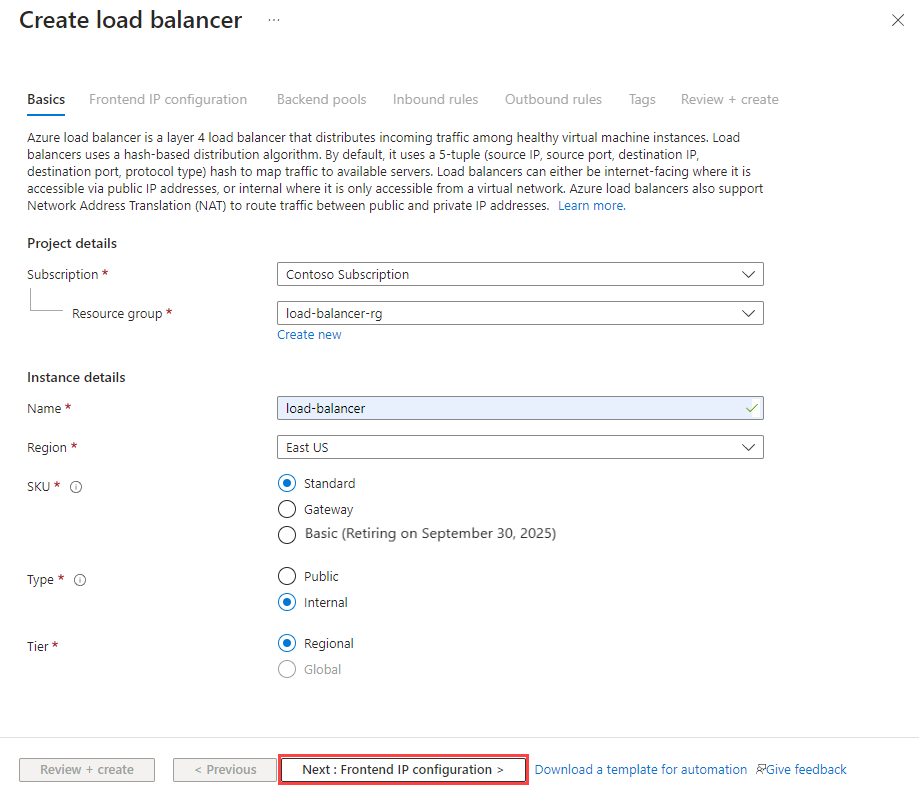 Create load balancer ...
Basics Frontend IP configuration Backend pools Inbound rules Outbound rules Tags Review + create
Azure load balancer is a layer 4 load balancer that distributes incoming traffic among healthy virtual machine instances. Load
balancers uses a hash-based distribution algorithm. By default, it uses a 5-tuple (source IP, source port, destination IP,
destination port, protocol type) hash to map traffic to available servers. Load balancers can either be internet-facing where it is
accessible via public IP addresses, or internal where it is only accessible from a virtual network. Azure load balancers also support
Network Address Translation (NAT) to route traffic between public and private IP addresses. Learn more.
Project details
Subscription * Contoso Subscription
Resource group * load-balancer-rg
Create new
Instance details
Name * load-balancer
Region * East US
SKU * Standard
Gateway
Basic (Retiring on September 30, 2025)
Type * Public
Internal
Tier * Regional
Global
Review + create < Previous Next : Frontend IP configuration > Download a template for automation Give feedback